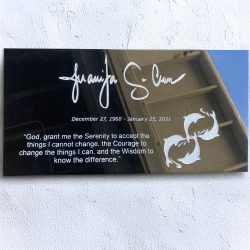 December 27, 1960 - January 25, 2021
"God, grant me the Serenity to accept the
things I cannot change, the Courage to
change the things I can, and the Wisdom to
know the difference."